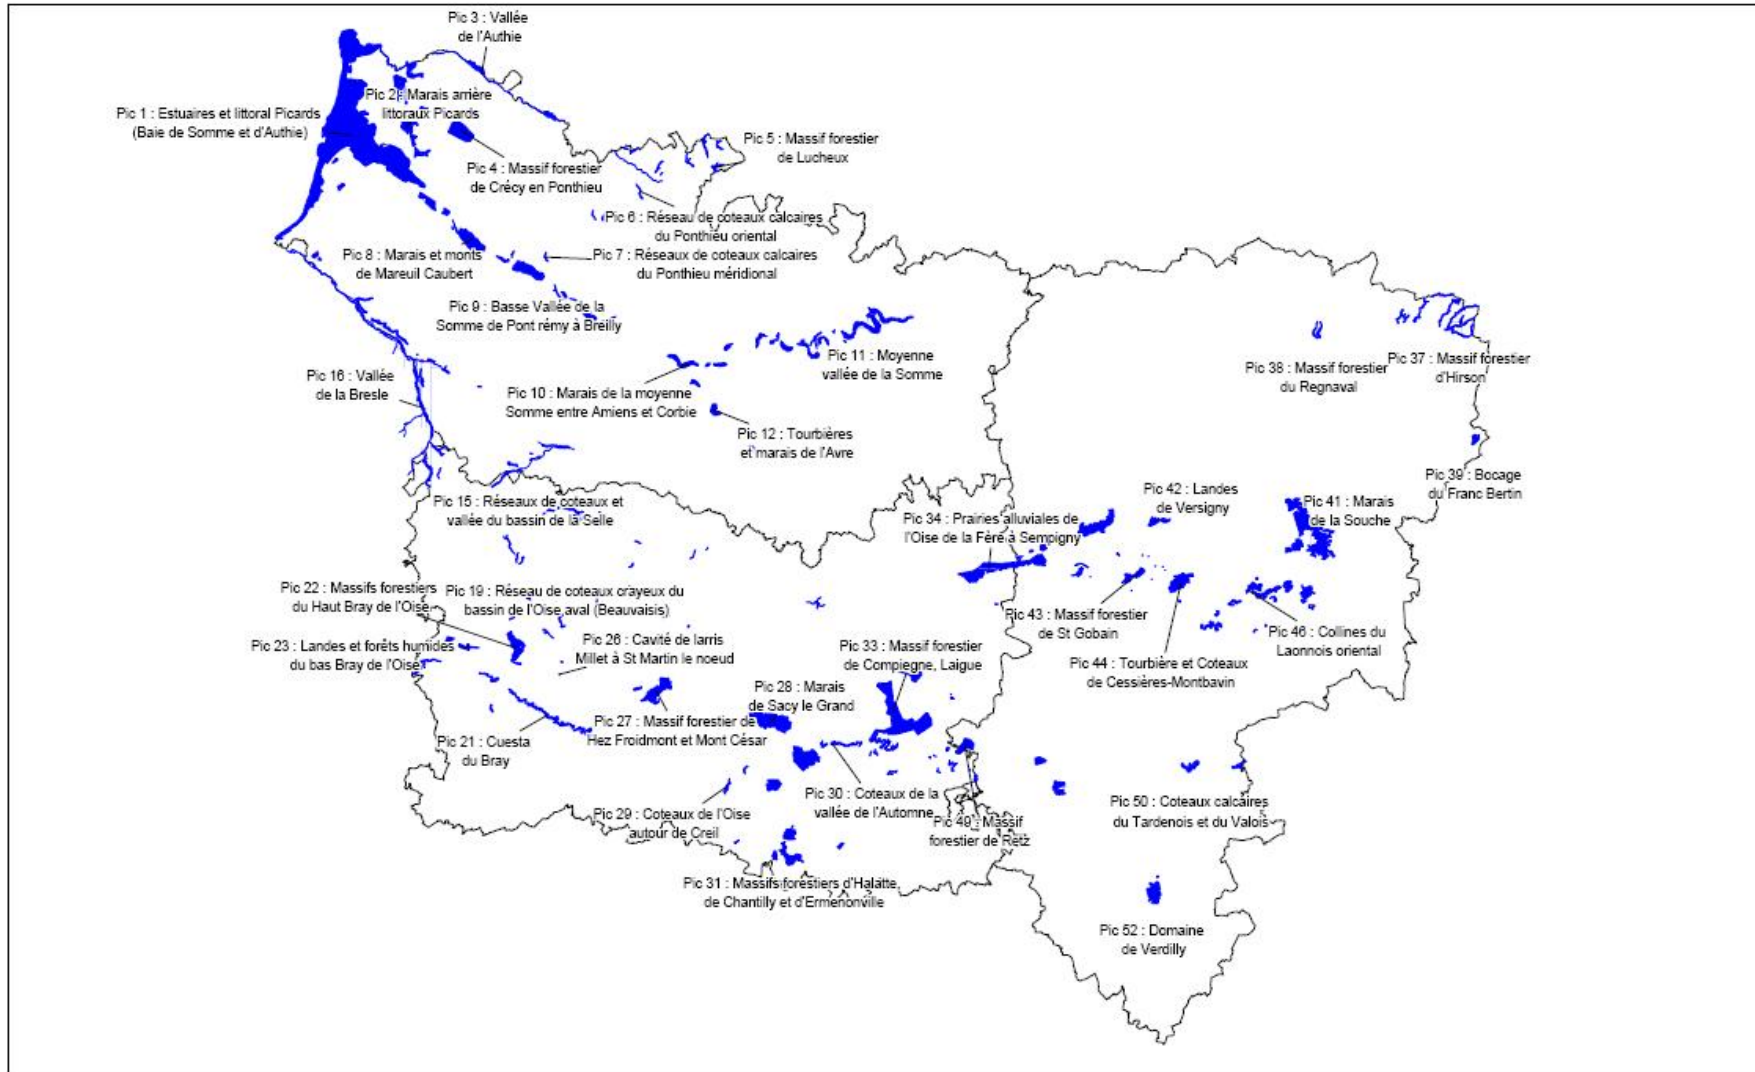 Pic 3 : Vallée
de l'Authie
Pic 2 : Marais arrière
littoraux Picards
Pic 1 : Estuaires et littoral Picards
(Baie de Somme et d'Authie)
Pic 5 : Massif forestier
de Lucheux
Pic 4 : Massif forestier
de Crécy en Ponthieu
Pic 6 : Réseau de coteaux calcaires
du Ponthieu oriental
Pic 8 : Marais et monts
de Mareuil Caubert
Pic 7 : Réseaux de coteaux calcaires
du Ponthieu méridional
Pic 9 : Basse Vallée de la
Somme de Pont rémy à Breilly
Pic 11 : Moyenne
vallée de la Somme
Pic 38 : Massif forestier
du Regnaval
Pic 37 : Massif forestier
d'Hirson
Pic 16 : Vallée
de la Bresle
Pic 10 : Marais de la moyenne
Somme entre Amiens et Corbie
Pic 12 : Tourbières
et marais de l'Avre
Pic 39 : Bocage
du Franc Bertin
Pic 15 : Réseaux de coteaux et
vallée du bassin de la Selle
Pic 34 : Prairies alluviales de
l'Oise de la Fère à Sempigny
Pic 42 : Landes
de Versigny
Pic 41 : Marais
de la Souche
Pic 22 : Massifs forestiers
du Haut Bray de l'Oise
Pic 19 : Réseau de coteaux crayeux du
bassin de l'Oise aval (Beauvaisis)
Pic 43 : Massif forestier
de St Gobain
Pic 46 : Collines du
Laonnois oriental
Pic 23 : Landes et forêts humides
du bas Bray de l'Oise
Pic 26 : Cavité de larris
Millet à St Martin le noeud
Pic 33 : Massif forestier
de Compiegne, Laigue
Pic 44 : Tourbière et Coteaux
de Cessières-Montbavin
Pic 28 : Marais
de Sacy le Grand
Pic 27 : Massif forestier de
Hez Froidmont et Mont César
Pic 21 : Cuesta
du Bray
Pic 30 : Coteaux de la
vallée de l'Automne
Pic 29 : Coteaux de l'Oise
autour de Creil
Pic 49 : Massif
forestier de Retz
Pic 50 : Coteaux calcaires
du Tardenois et du Valois
Pic 31 : Massifs forestiers d'Halatte,
de Chantilly et d'Ermenonville
Pic 52 : Domaine
de Verdilly